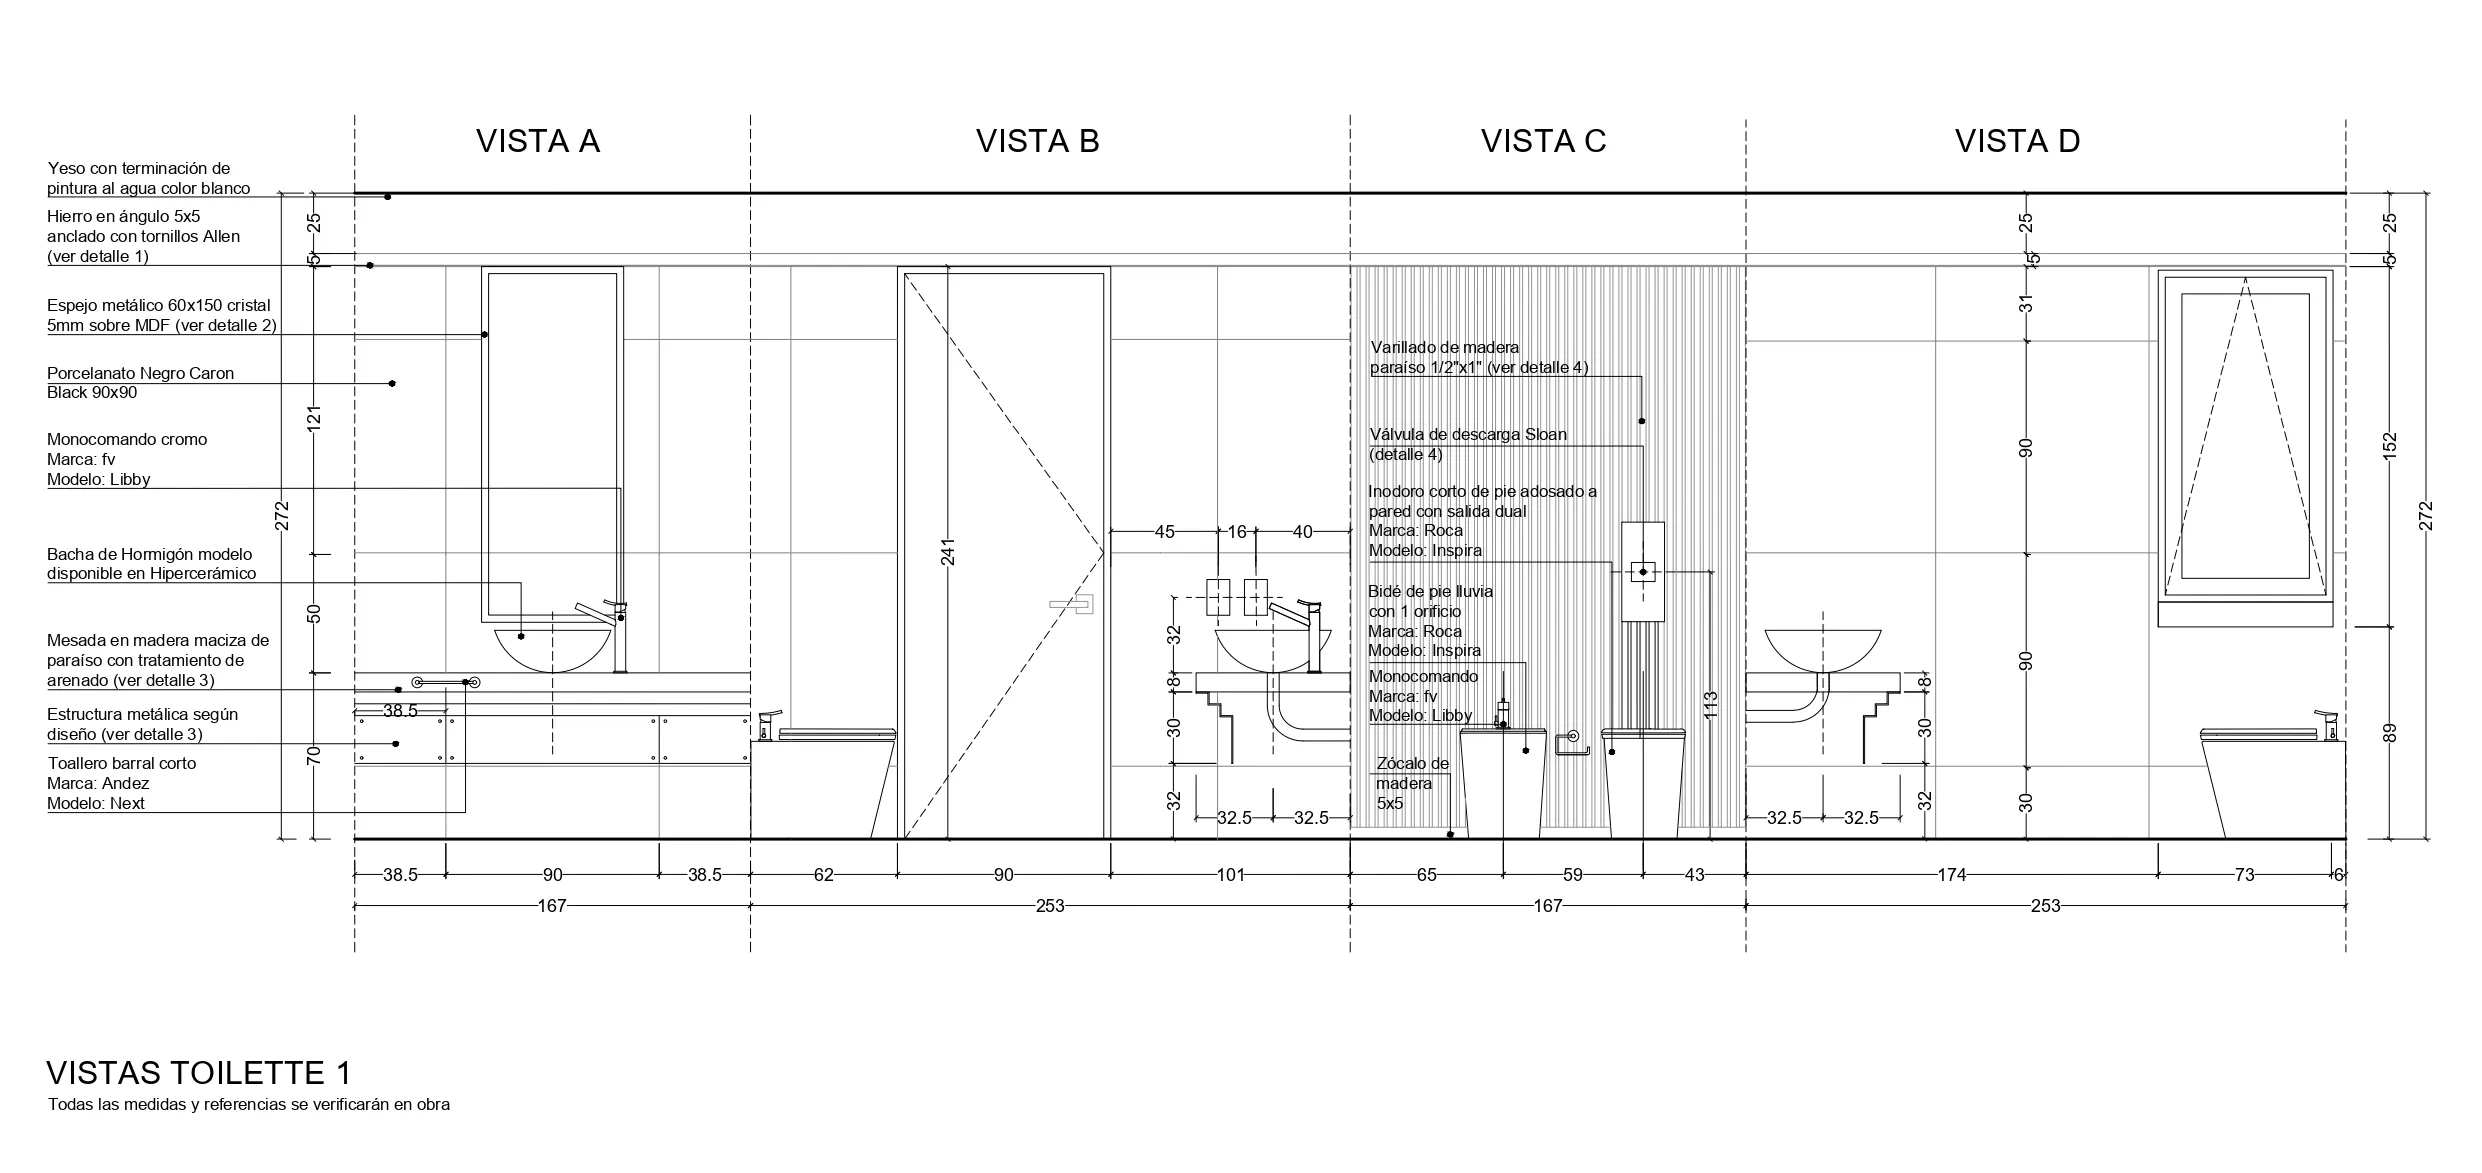 VISTA A
VISTA B
VISTA C
VISTA D
Yeso con terminación de
pintura al agua color blanco
Hierro en ángulo 5x5
anclado con tornillos Allen
(ver detalle 1)
Espejo metálico 60x150 cristal
5mm sobre MDF (ver detalle 2)
Porcelanato Negro Caron
Black 90x90
Monocomando cromo
Marca: fv
Modelo: Libby
Bacha de Hormigón modelo
disponible en Hipercerámico
Mesada en madera maciza de
paraíso con tratamiento de
arenado (ver detalle 3)
Estructura metálica según
diseño (ver detalle 3)
Toallero barral corto
Marca: Andez
Modelo: Next
272
25
5
121
50
70
38.5
241
45
16
40
32
8
30
32
32.5
32.5
Varillado de madera
paraíso 1/2"x1" (ver detalle 4)
Válvula de descarga Sloan
(detalle 4)
Inodoro corto de pie adosado a
pared con salida dual
Marca: Roca
Modelo: Inspira
Bidé de pie lluvia
con 1 orificio
Marca: Roca
Modelo: Inspira
Monocomando
Marca: fv
Modelo: Libby
Zócalo de
madera
5x5
113
32.5
32.5
8
30
32
25
5
31
90
90
30
25
5
152
89
272
38.5
90
38.5
62
90
101
65
59
43
174
73
6
167
253
167
253
VISTAS TOILETTE 1
Todas las medidas y referencias se verificarán en obra